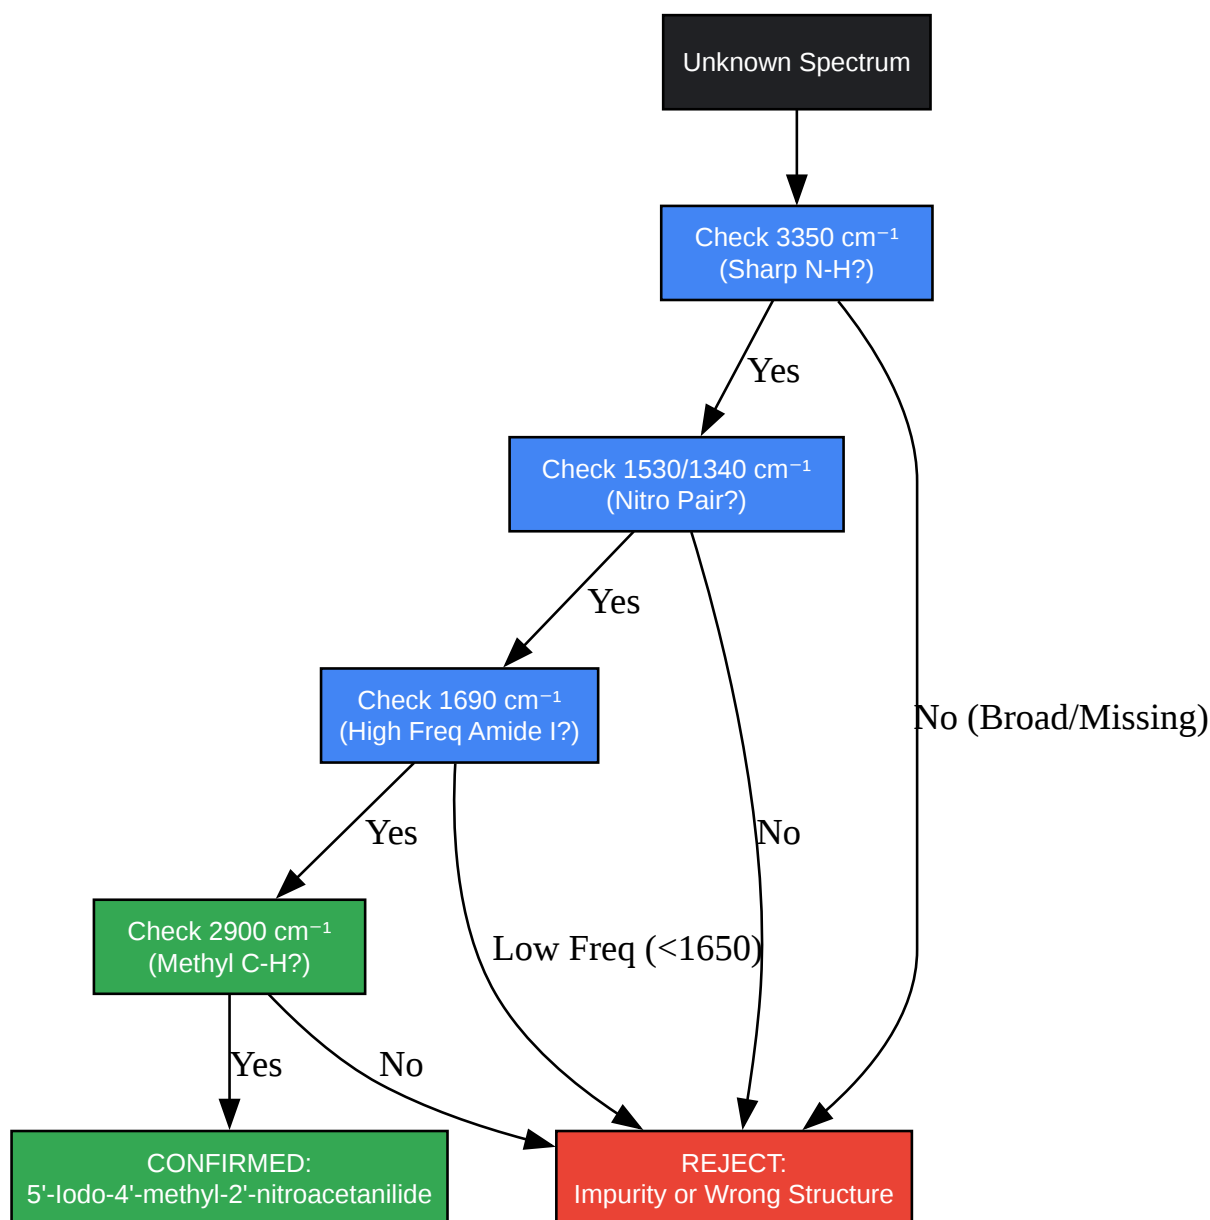 Unknown Spectrum
Check 3350 cm⁻¹
(Sharp N-H?)
Yes
Check 1530/1340 cm⁻¹
(Nitro Pair?)
Yes
Check 1690 cm⁻¹
(High Freq Amide I?)
No (Broad/Missing)
Yes
No
Check 2900 cm⁻¹
(Methyl C-H?)
Low Freq (<1650)
Yes
No
CONFIRMED:
5'-Iodo-4'-methyl-2'-nitroacetanilide
REJECT:
Impurity or Wrong Structure